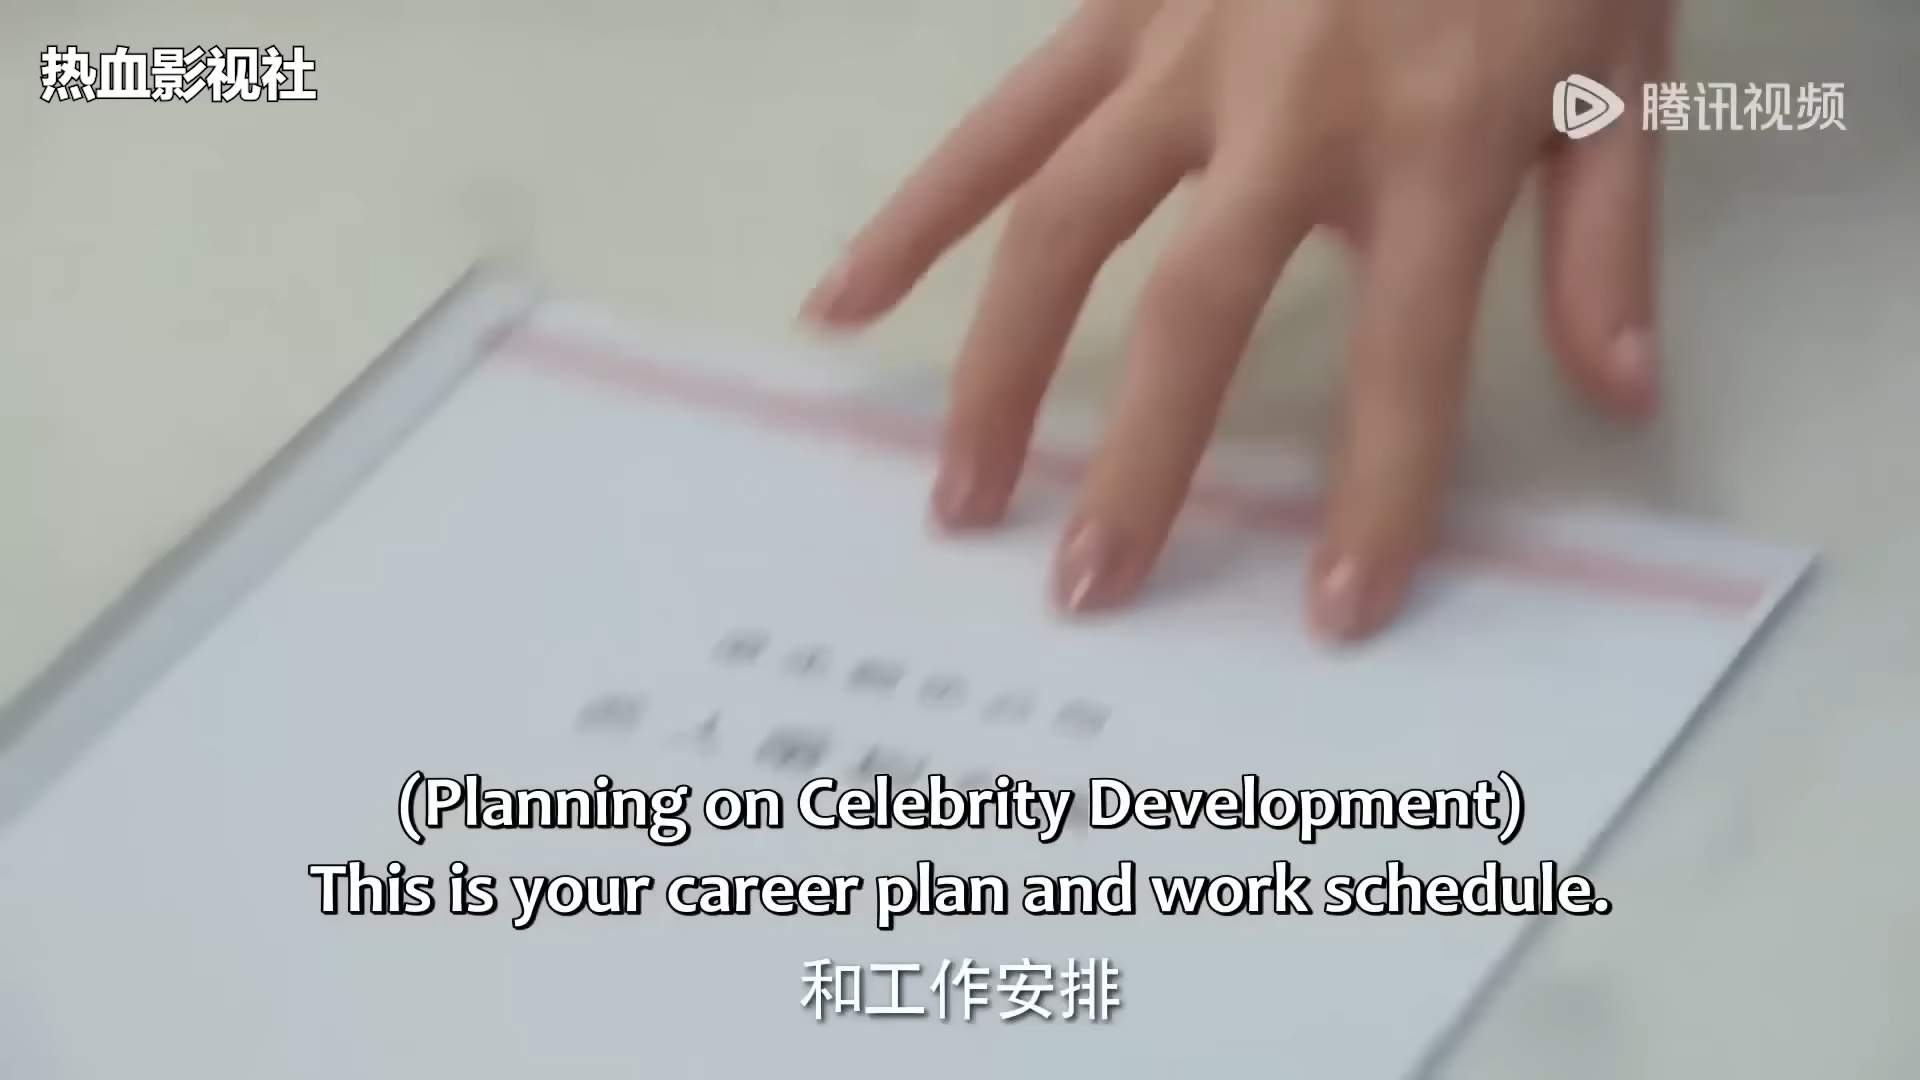 热血影视社
腾讯视频
(Planning on Celebrity Development)
This is your career plan and work schedule.
和工作安排